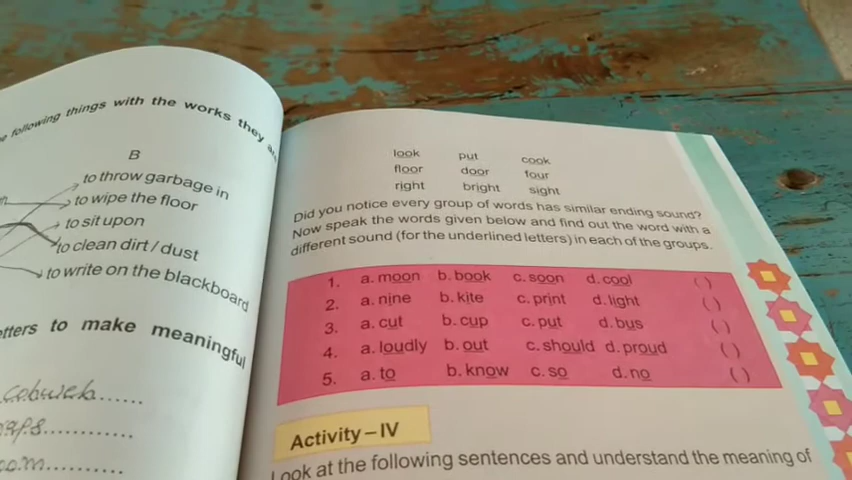 following things with the works they are
B
to throw garbage in
to wipe the floor
to sit upon
to clean dirt / dust
to write on the blackboard
to make meaningful
cobweb......
look put cook
floor door four
right bright sight
Did you notice every group of words has similar ending sound?
Now speak the words given below and find out the word with a
different sound (for the underlined letters) in each of the groups.
1. a. moon b. book c. soon d. cool ( )
2. a. nine b. kite c. print d. light ( )
3. a. cut b. cup c. put d. bus ( )
4. a. loudly b. out c. should d. proud ( )
5. a. to b. know c. so d. no ( )
Activity – IV
Look at the following sentences and understand the meaning of